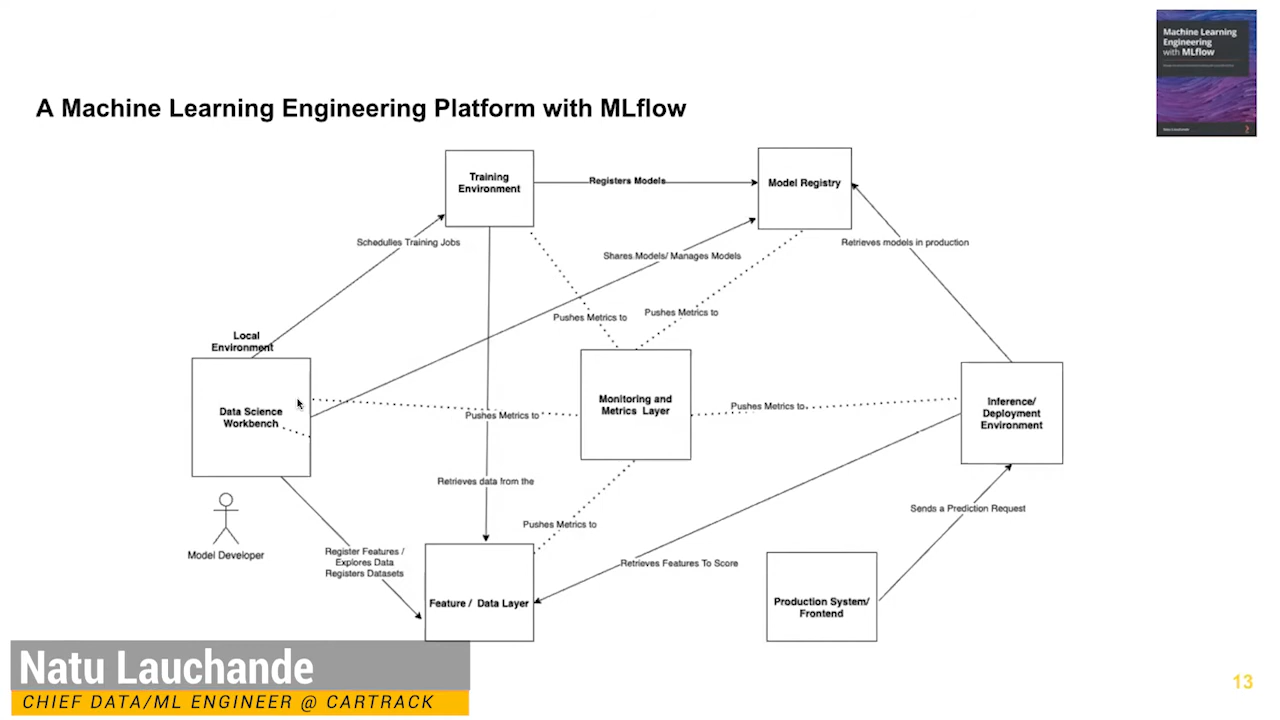 Machine Learning
Engineering
with MLflow
Natu Lauchande
A Machine Learning Engineering Platform with MLflow
Training
Environment
Registers Models
Model Registry
Schedulles Training Jobs
Shares Models/ Manages Models
Retrieves models in production
Pushes Metrics to
Pushes Metrics to
Local
Environment
Data Science
Workbench
Pushes Metrics to
Monitoring and
Metrics Layer
Pushes Metrics to
Inference/
Deployment
Environment
Retrieves data from the
Pushes Metrics to
Sends a Prediction Request
Model Developer
Register Features /
Explores Data
Registers Datasets
Retrieves Features To Score
Feature / Data Layer
Production System/
Frontend
Natu Lauchande
CHIEF DATA/ML ENGINEER @ CARTRACK
13